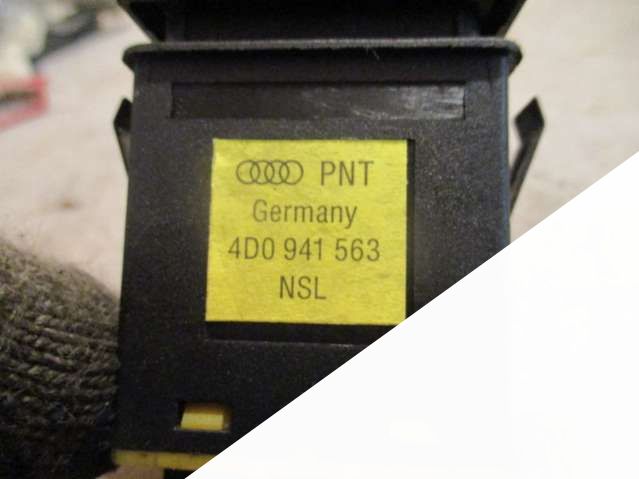 PNT
Germany
4D0 941 563
NSL